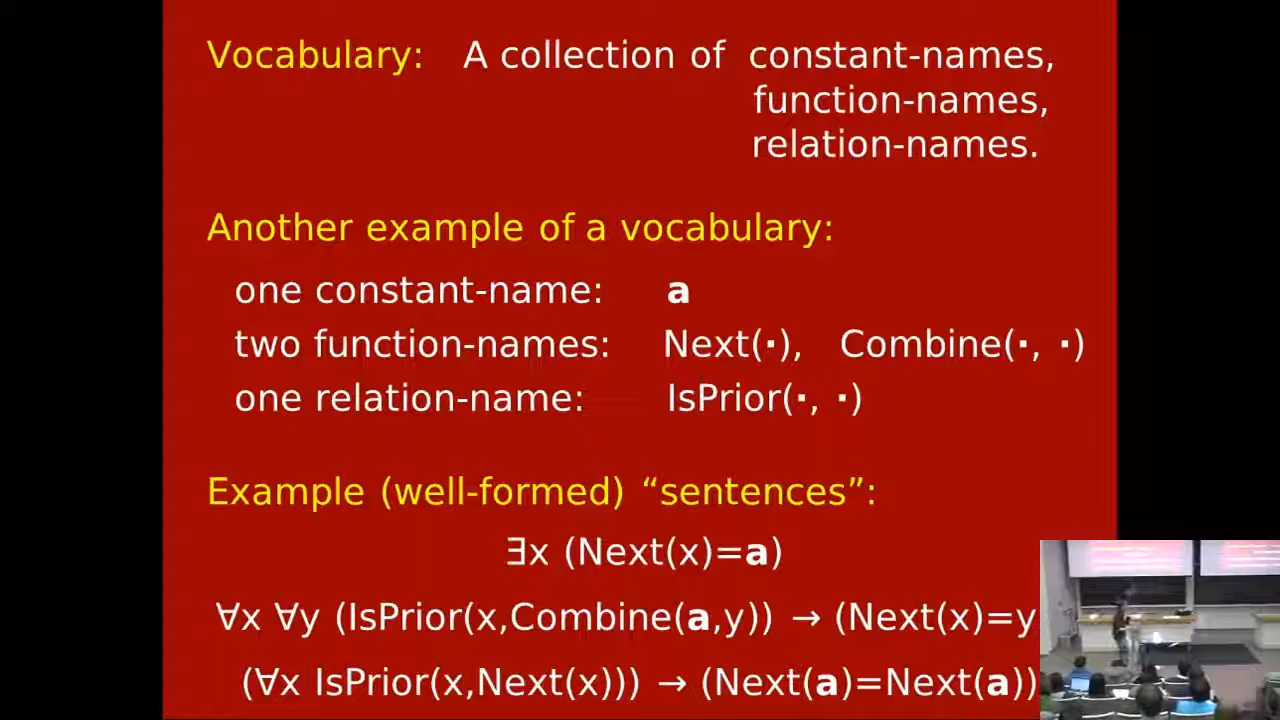 Vocabulary: A collection of constant-names,
function-names,
relation-names.
Another example of a vocabulary:
one constant-name: a
two function-names: Next(·), Combine(·, ·)
one relation-name: IsPrior(·, ·)
Example (well-formed) “sentences”:
∃x (Next(x)=a)
∀x ∀y (IsPrior(x,Combine(a,y)) → (Next(x)=y
(∀x IsPrior(x,Next(x))) → (Next(a)=Next(a))